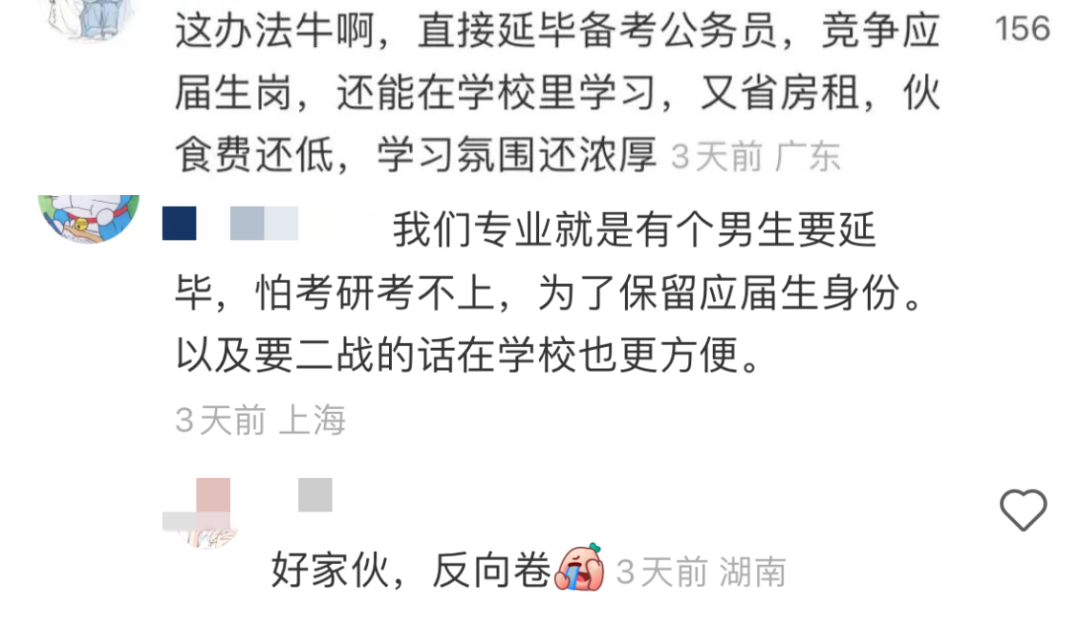 这办法牛啊，直接延毕备考公务员，竞争应 156
届生岗，还能在学校里学习，又省房租，伙
食费还低，学习氛围还浓厚 3天前 广东
我们专业就是有个男生要延
毕，怕考研考不上，为了保留应届生身份。
以及要二战的话在学校也更方便。
3天前 上海
好家伙，反向卷 3天前 湖南